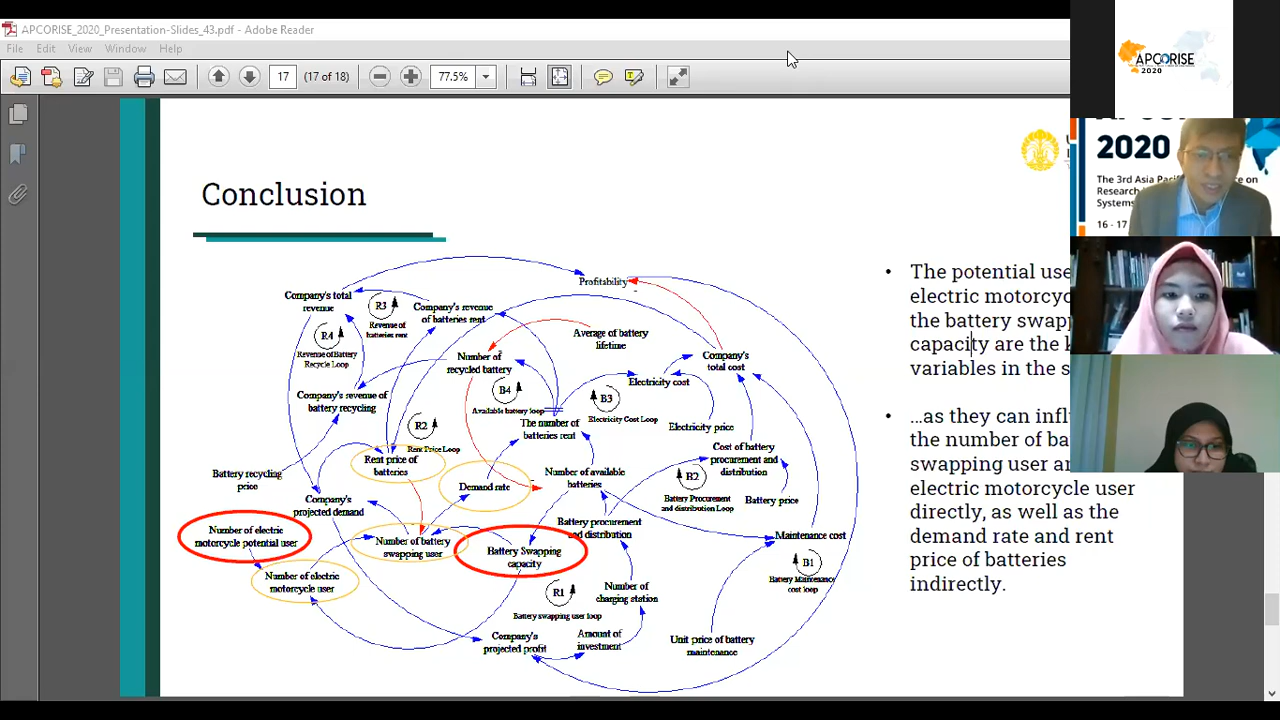 APCORISE_2020_Presentation-Slides_43.pdf - Adobe Reader
File Edit View Window Help
17 (17 of 18) 77.5%
APCORISE
2020
2020
The 3rd Asia Pacific
on
Research
Systems
16 - 17
Conclusion
Profitability
Company's total
revenue
R3
Revenue of
batteries rent
Company's revenue
of batteries rent
R4
Revenue of Battery
Recycle Loop
Average of battery
lifetime
Number of
recycled battery
Company's
total cost
Electricity cost
Company's revenue of
battery recycling
B4
Available battery loop
B3
Electricity Cost Loop
R2
Rent Price Loop
The number of
batteries rent
Electricity price
Rent price of
batteries
Cost of battery
procurement and
distribution
Battery recycling
price
Demand rate
Number of available
batteries
B2
Battery Procurement
and distribution Loop
Battery price
Company's
projected demand
Number of electric
motorcycle potential user
Number of battery
swapping user
Battery Swapping
capacity
Battery procurement
and distribution
Maintenance cost
B1
Battery Maintenance
cost loop
Number of electric
motorcycle user
R1
Battery swapping user loop
Number of
charging station
Company's
projected profit
Amount of
investment
Unit price of battery
maintenance
• The potential use
electric motorcyc
the battery swapp
capacity are the k
variables in the s
• …as they can infl
the number of ba
swapping user an
electric motorcycle user
directly, as well as the
demand rate and rent
price of batteries
indirectly.